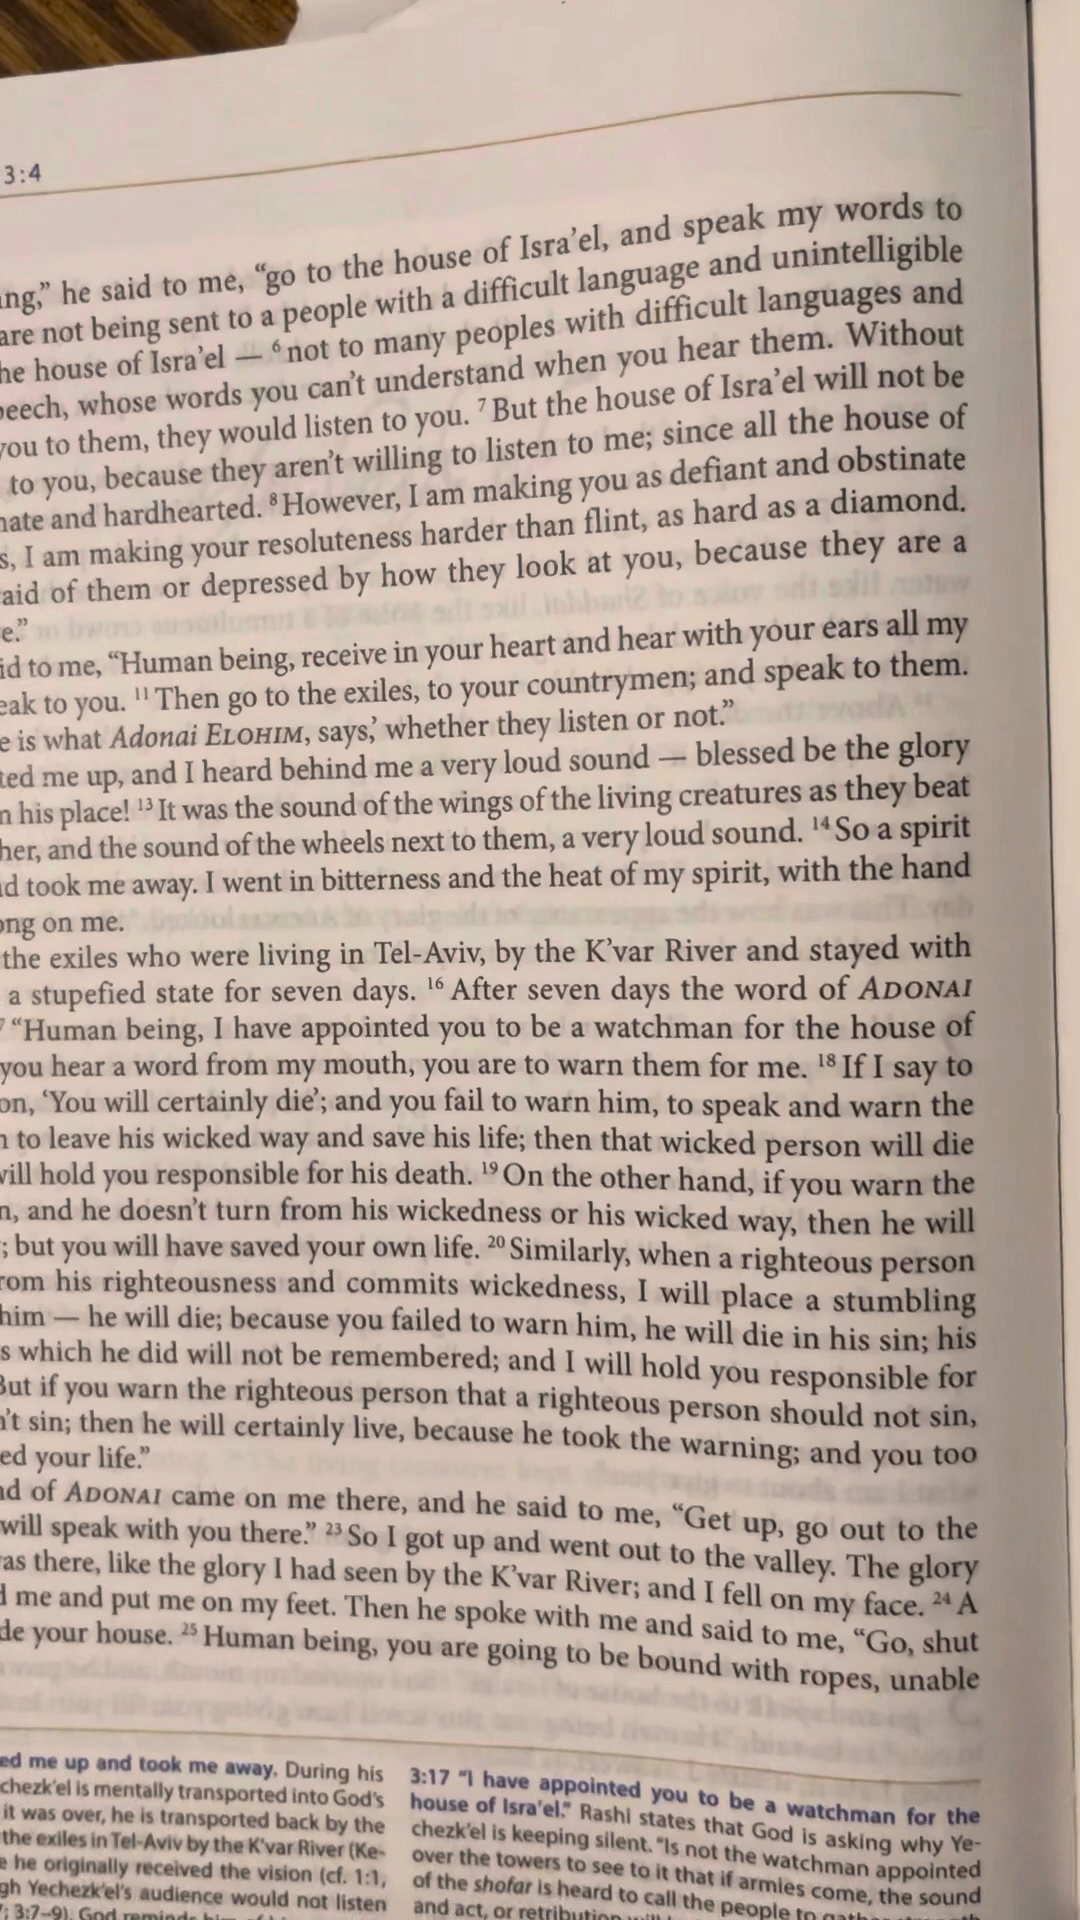 3:4
ng,” he said to me, “go to the house of Isra’el, and speak my words to
are not being sent to a people with a difficult language and unintelligible
he house of Isra’el — ⁶not to many peoples with difficult languages and
peech, whose words you can’t understand when you hear them. Without
you to them, they would listen to you. ⁷But the house of Isra’el will not be
to you, because they aren’t willing to listen to me; since all the house of
nate and hardhearted. ⁸However, I am making you as defiant and obstinate
s, I am making your resoluteness harder than flint, as hard as a diamond.
aid of them or depressed by how they look at you, because they are a
e.”
id to me, “Human being, receive in your heart and hear with your ears all my
eak to you. ¹¹Then go to the exiles, to your countrymen; and speak to them.
e is what Adonai ELOHIM, says,’ whether they listen or not.”
ted me up, and I heard behind me a very loud sound — blessed be the glory
n his place! ¹³It was the sound of the wings of the living creatures as they beat
her, and the sound of the wheels next to them, a very loud sound. ¹⁴So a spirit
d took me away. I went in bitterness and the heat of my spirit, with the hand
ong on me.
the exiles who were living in Tel-Aviv, by the K’var River and stayed with
a stupefied state for seven days. ¹⁶After seven days the word of ADONAI
“Human being, I have appointed you to be a watchman for the house of
you hear a word from my mouth, you are to warn them for me. ¹⁸If I say to
on, ‘You will certainly die’; and you fail to warn him, to speak and warn the
n to leave his wicked way and save his life; then that wicked person will die
will hold you responsible for his death. ¹⁹On the other hand, if you warn the
n, and he doesn’t turn from his wickedness or his wicked way, then he will
; but you will have saved your own life. ²⁰Similarly, when a righteous person
rom his righteousness and commits wickedness, I will place a stumbling
him — he will die; because you failed to warn him, he will die in his sin; his
s which he did will not be remembered; and I will hold you responsible for
But if you warn the righteous person that a righteous person should not sin,
n’t sin; then he will certainly live, because he took the warning; and you too
ed your life.”
nd of ADONAI came on me there, and he said to me, “Get up, go out to the
will speak with you there.” ²³So I got up and went out to the valley. The glory
as there, like the glory I had seen by the K’var River; and I fell on my face. ²⁴A
d me and put me on my feet. Then he spoke with me and said to me, “Go, shut
de your house. ²⁵Human being, you are going to be bound with ropes, unable
ed me up and took me away. During his
chezk’el is mentally transported into God’s
it was over, he is transported back by the
the exiles in Tel-Aviv by the K’var River (Ke-
e he originally received the vision (cf. 1:1,
gh Yechezk’el’s audience would not listen
; 3:7–9), God
3:17 “I have appointed you to be a watchman for the
house of Isra’el.” Rashi states that God is asking why Ye-
chezk’el is keeping silent. “Is not the watchman appointed
over the towers to see to it that if armies come, the sound
of the shofar is heard to call the people to
and act, or retribution